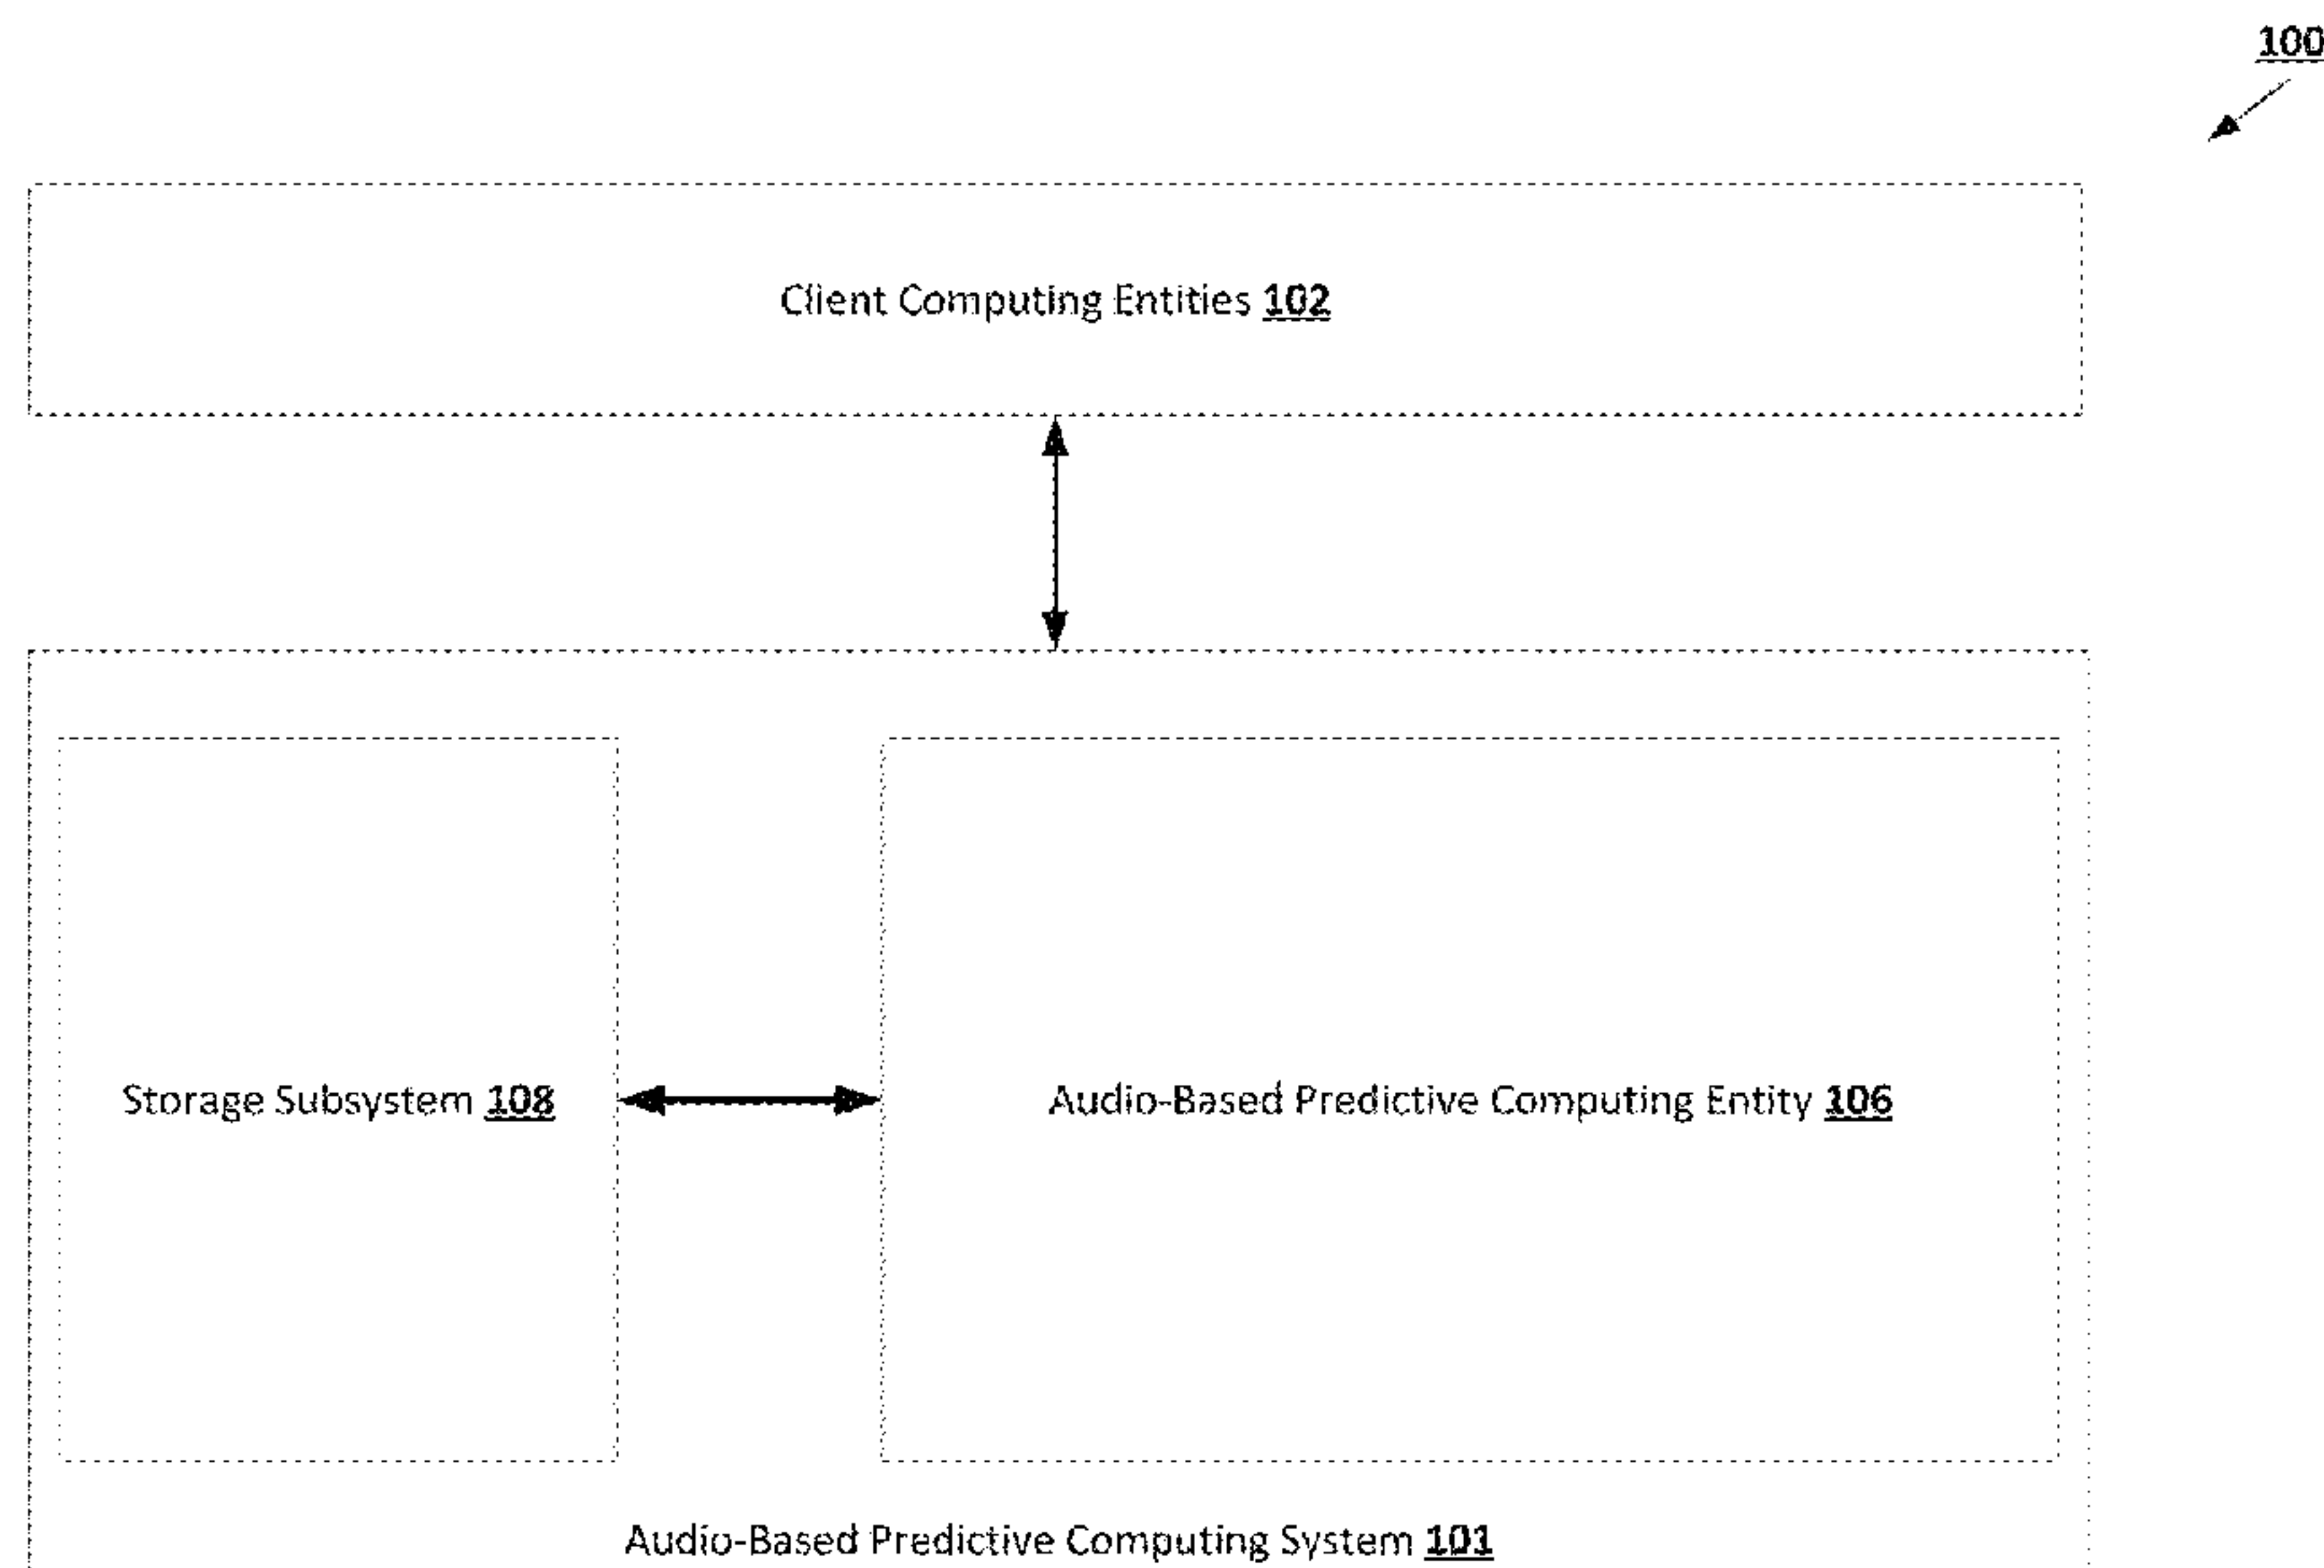 100
Client Computing Entities 102
Storage Subsystem 108
Audio-Based Predictive Computing Entity 106
Audio-Based Predictive Computing System 101